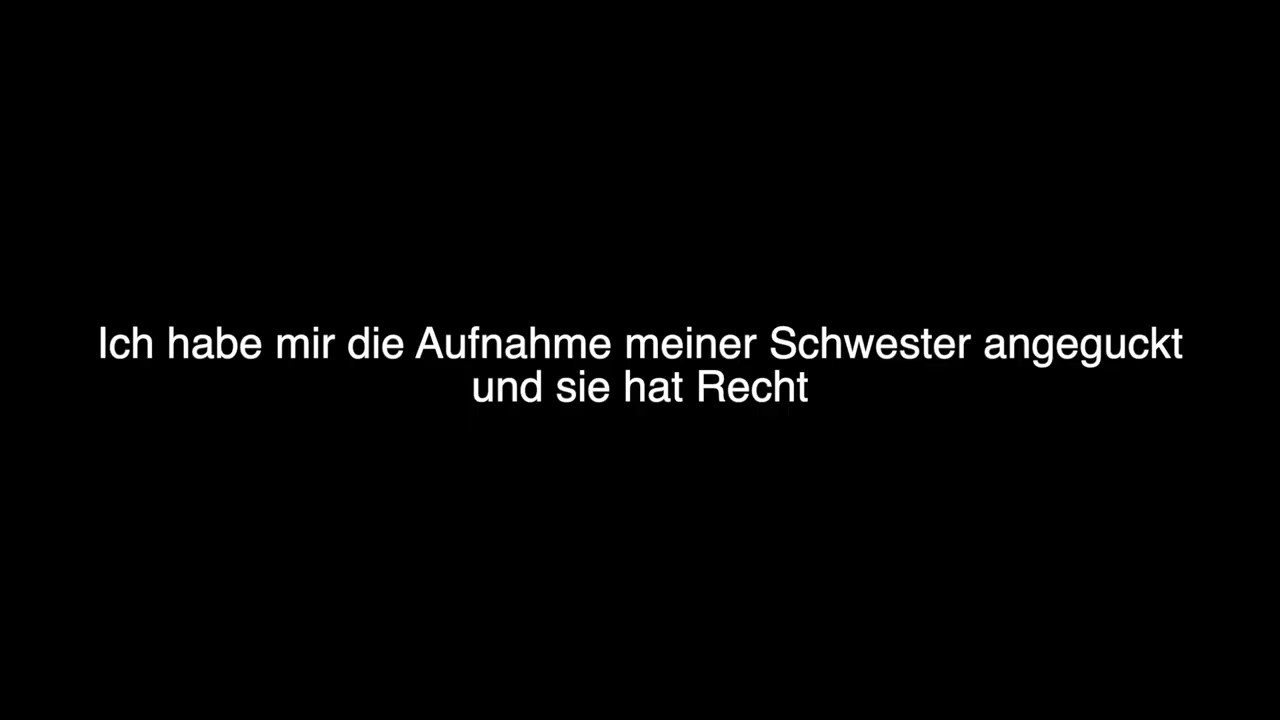 Ich habe mir die Aufnahme meiner Schwester angeguckt
und sie hat Recht